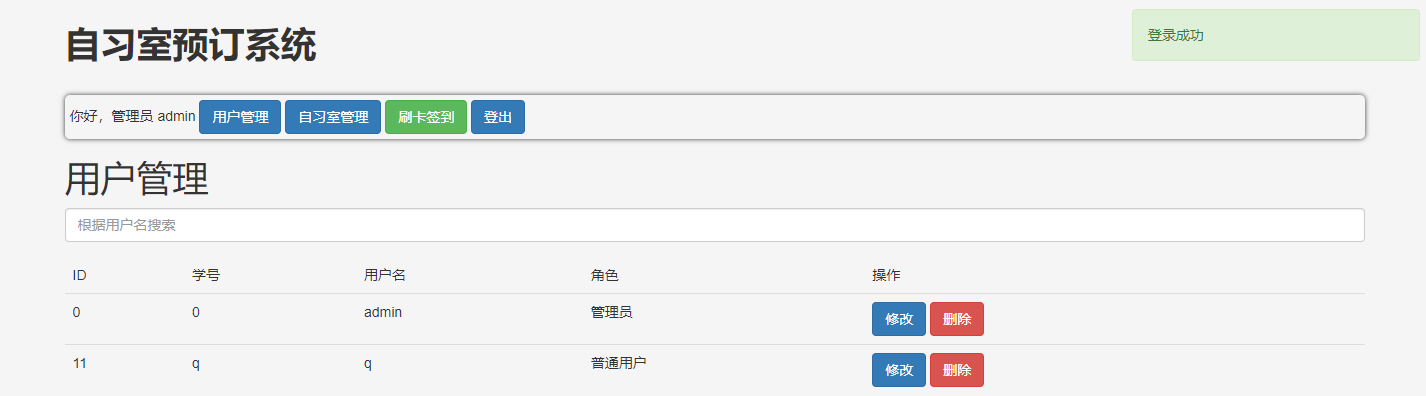 自习室预订系统
登录成功
你好，管理员 admin 用户管理 自习室管理 刷卡签到 登出
用户管理
根据用户名搜索
ID 学号 用户名 角色 操作
0 0 admin 管理员 修改 删除
11 q q 普通用户 修改 删除